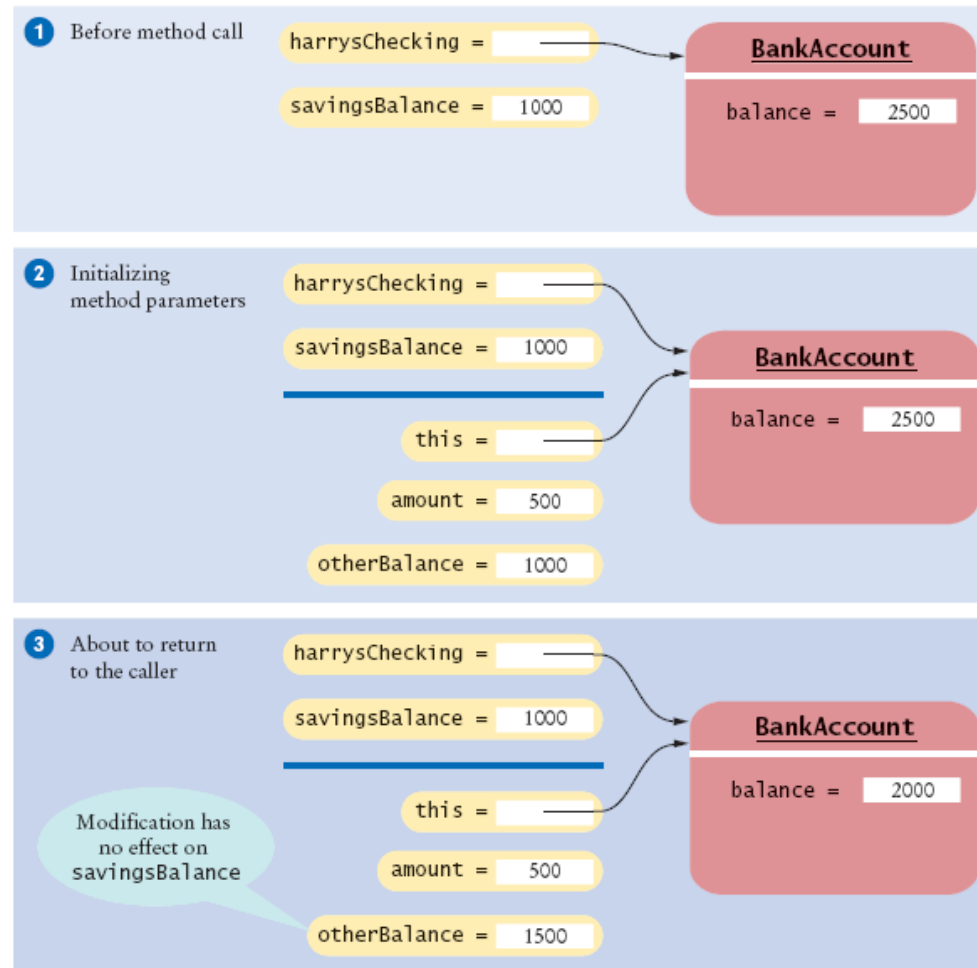 1 Before method call
harrysChecking =
savingsBalance = 1000
BankAccount
balance = 2500
2 Initializing
method parameters
harrysChecking =
savingsBalance = 1000
this =
amount = 500
otherBalance = 1000
BankAccount
balance = 2500
3 About to return
to the caller
harrysChecking =
savingsBalance = 1000
this =
amount = 500
otherBalance = 1500
Modification has
no effect on
savingsBalance
BankAccount
balance = 2000